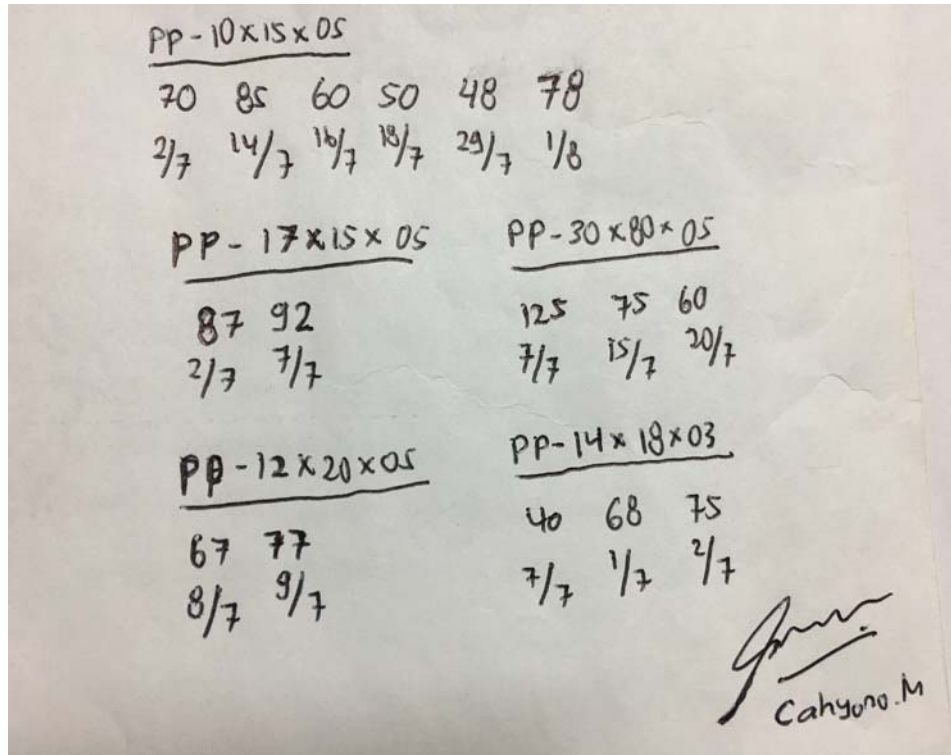 PP-10x15x05
70 85 60 50 48 78
2/7 14/7 16/7 18/7 29/7 1/8
PP-17x15x05
87 92
2/7 7/7
PP-30x80x05
125 75 60
7/7 15/7 20/7
PP-12x20x05
67 77
8/7 9/7
PP-14x18x03
40 68 75
7/7 1/7 2/7
Cahyono.M